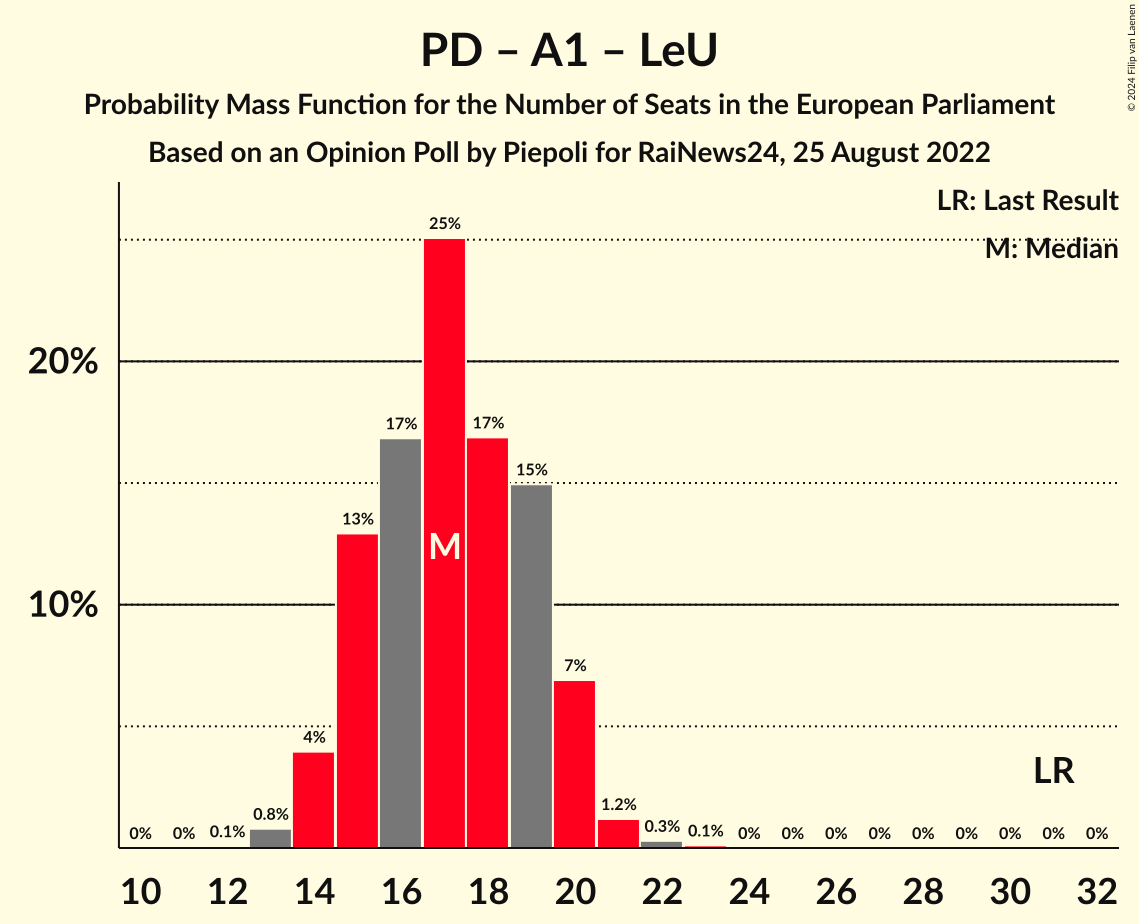 PD – A1 – LeU
Probability Mass Function for the Number of Seats in the European Parliament
Based on an Opinion Poll by Piepoli for RaiNews24, 25 August 2022
© 2024 Filip van Laenen
LR: Last Result
M: Median
20%
10%
0%
0%
0.1%
0.8%
4%
13%
17%
25%
17%
15%
7%
1.2%
0.3%
0.1%
0%
0%
0%
0%
0%
0%
0%
0%
0%
M
LR
10 12 14 16 18 20 22 24 26 28 30 32